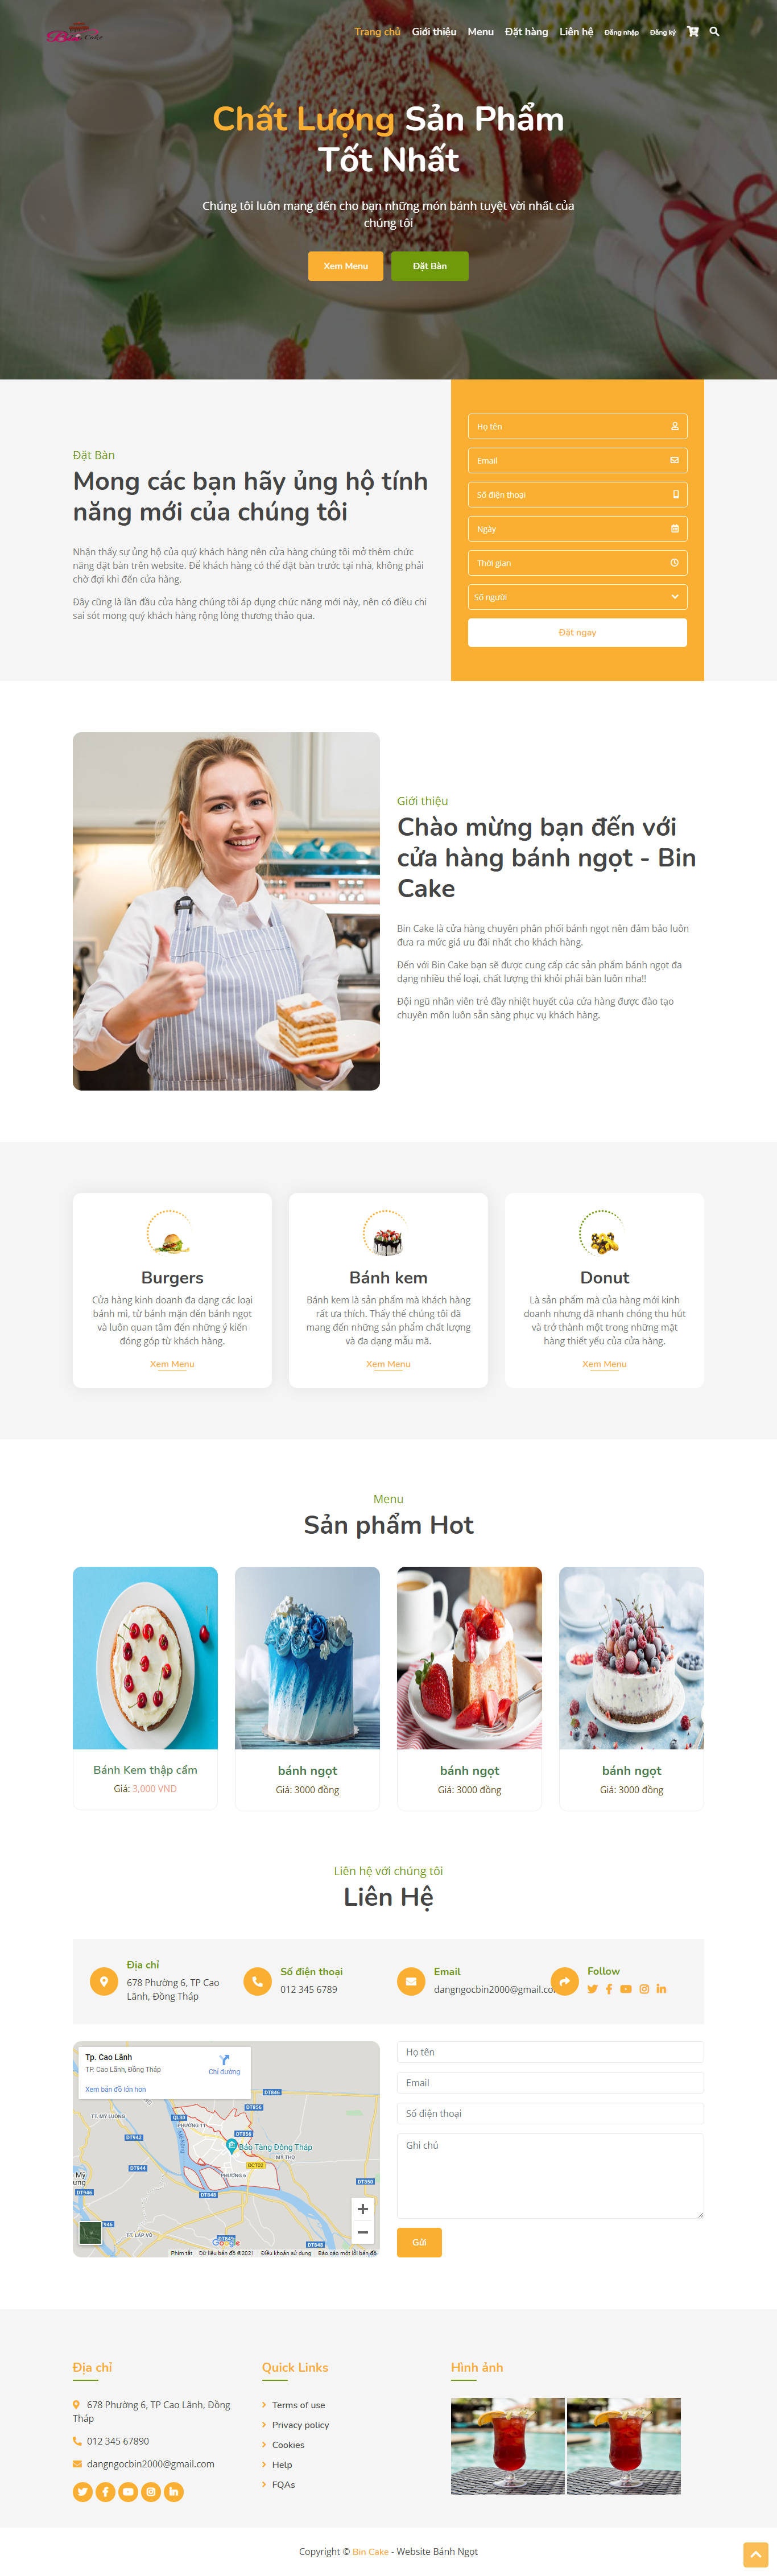 Bin Cake
Trang chủ Giới thiệu Menu Đặt hàng Liên hệ Đăng nhập Đăng ký
Chất Lượng Sản Phẩm
Tốt Nhất
Chúng tôi luôn mang đến cho bạn những món bánh tuyệt vời nhất của
chúng tôi
Xem Menu Đặt Bàn
Đặt Bàn
Mong các bạn hãy ủng hộ tính
năng mới của chúng tôi
Nhận thấy sự ủng hộ của quý khách hàng nên cửa hàng chúng tôi mở thêm chức
năng đặt bàn trên website. Để khách hàng có thể đặt bàn trước tại nhà, không phải
chờ đợi khi đến cửa hàng.
Đây cũng là lần đầu cửa hàng chúng tôi áp dụng chức năng mới này, nên có điều chi
sai sót mong quý khách hàng rộng lòng thương thảo qua.
Họ tên
Email
Số điện thoại
Ngày
Thời gian
Số người
Đặt ngay
Giới thiệu
Chào mừng bạn đến với
cửa hàng bánh ngọt - Bin
Cake
Bin Cake là cửa hàng chuyên phân phối bánh ngọt nên đảm bảo luôn
đưa ra mức giá ưu đãi nhất cho khách hàng.
Đến với Bin Cake bạn sẽ được cung cấp các sản phẩm bánh ngọt đa
dạng nhiều thể loại, chất lượng thì khỏi phải bàn luôn nha!!
Đội ngũ nhân viên trẻ đầy nhiệt huyết của cửa hàng được đào tạo
chuyên môn luôn sẵn sàng phục vụ khách hàng.
Burgers
Cửa hàng kinh doanh đa dạng các loại
bánh mì, từ bánh mặn đến bánh ngọt
và luôn quan tâm đến những ý kiến
đóng góp từ khách hàng.
Xem Menu
Bánh kem
Bánh kem là sản phẩm mà khách hàng
rất ưa thích. Thấy thế chúng tôi đã
mang đến những sản phẩm chất lượng
và đa dạng mẫu mã.
Xem Menu
Donut
Là sản phẩm mà của hàng mới kinh
doanh nhưng đã nhanh chóng thu hút
và trở thành một trong những mặt
hàng thiết yếu của cửa hàng.
Xem Menu
Menu
Sản phẩm Hot
Bánh Kem thập cẩm
Giá: 3,000 VND
bánh ngọt
Giá: 3000 đồng
bánh ngọt
Giá: 3000 đồng
bánh ngọt
Giá: 3000 đồng
Liên hệ với chúng tôi
Liên Hệ
Địa chỉ
678 Phường 6, TP Cao
Lãnh, Đồng Tháp
Số điện thoại
012 345 6789
Email
dangngocbin2000@gmail.com
Follow
Tp. Cao Lãnh
TP. Cao Lãnh, Đồng Tháp
Chỉ đường
Xem bản đồ lớn hơn
ĐT846
ĐT856
TT. MỸ LUÔNG
QL30
PHƯỜNG 11
ĐT942
ĐT856
Bảo Tàng Đồng Tháp
MỸ THỌ
ĐCT02
ĐT944
PHƯỜNG 6
ĐT850
ĐT946
ĐT848
TT LẤP VÒ
Google
Phím tắt Dữ liệu bản đồ ©2021 Điều khoản sử dụng Báo cáo một lỗi bản đồ
Họ tên
Email
Số điện thoại
Ghi chú
Gửi
Địa chỉ
678 Phường 6, TP Cao Lãnh, Đồng
Tháp
012 345 67890
dangngocbin2000@gmail.com
Quick Links
Terms of use
Privacy policy
Cookies
Help
FQAs
Hình ảnh
Copyright © Bin Cake - Website Bánh Ngọt